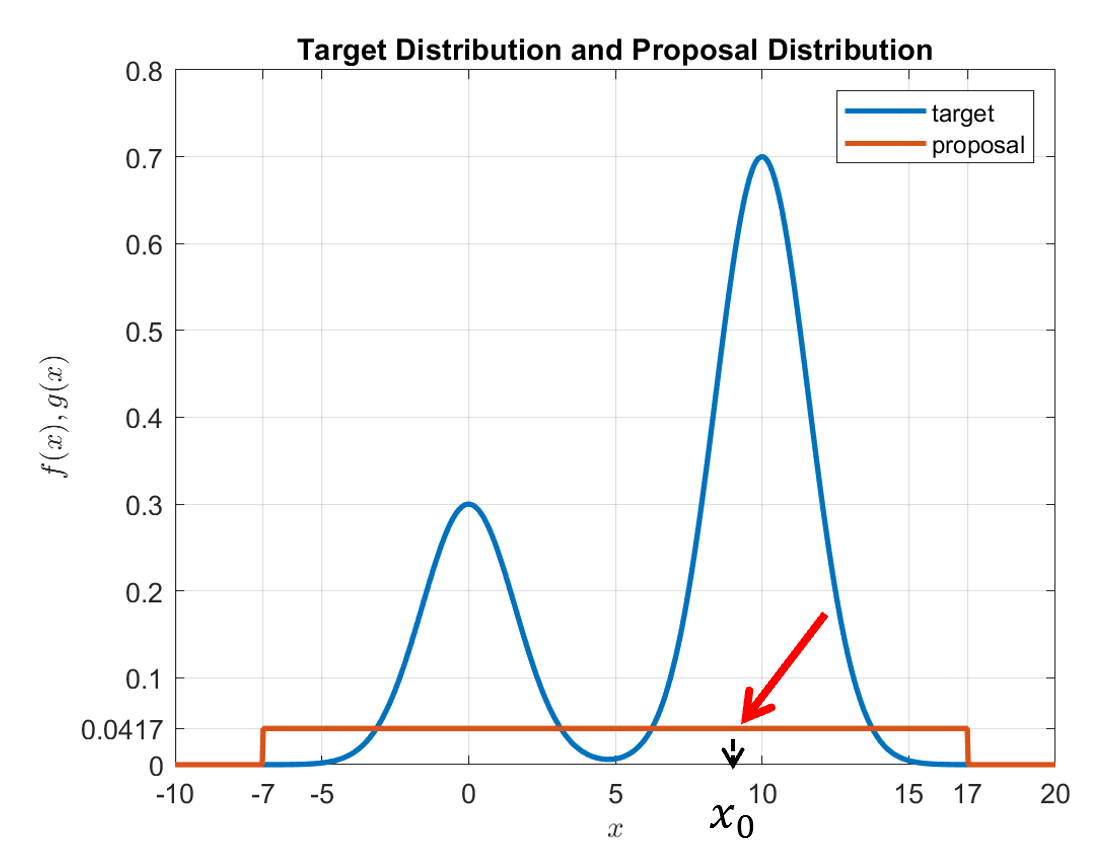 Target Distribution and Proposal Distribution
target
proposal
0.8
0.7
0.6
0.5
0.4
0.3
0.2
0.1
0.0417
0
f(x), g(x)
-10 -7 -5 0 5 10 15 17 20
x
x₀